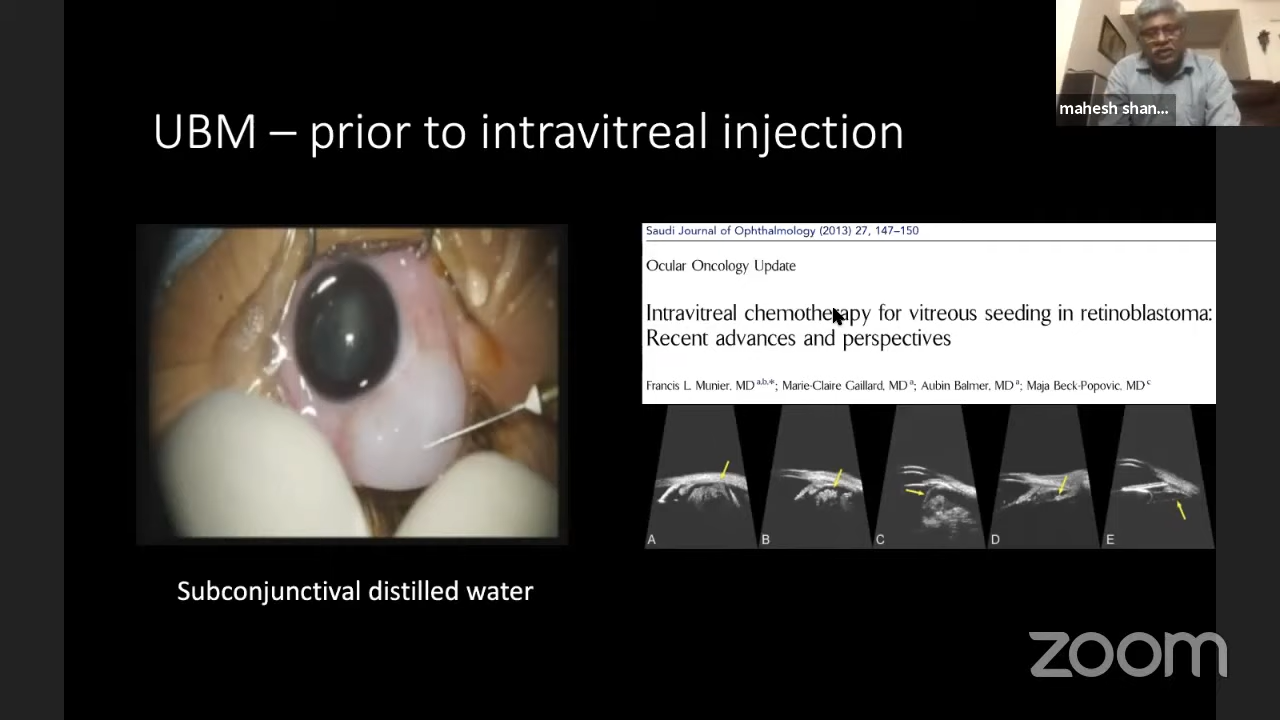 mahesh shan...
UBM – prior to intravitreal injection
Saudi Journal of Ophthalmology (2013) 27, 147–150
Ocular Oncology Update
Intravitreal chemotherapy for vitreous seeding in retinoblastoma:
Recent advances and perspectives
Francis L. Munier, MD a,b,*; Marie-Claire Gaillard, MD a; Aubin Balmer, MD a; Maja Beck-Popovic, MD c
A B C D E
Subconjunctival distilled water
zoom